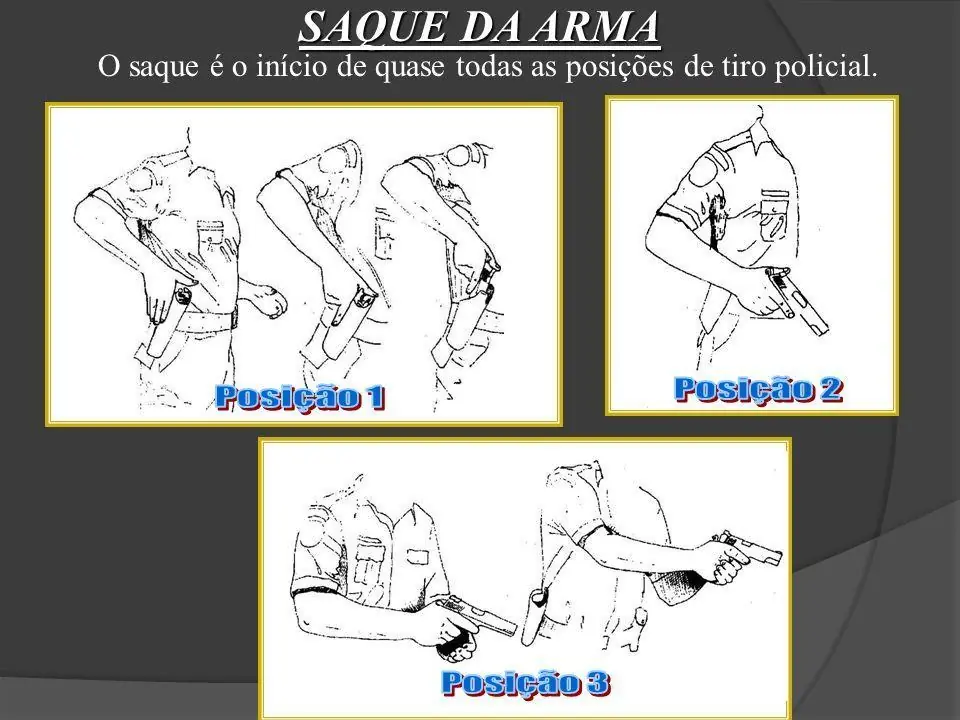 SAQUE DA ARMA
O saque é o início de quase todas as posições de tiro policial.
Posição 1
Posição 2
Posição 3